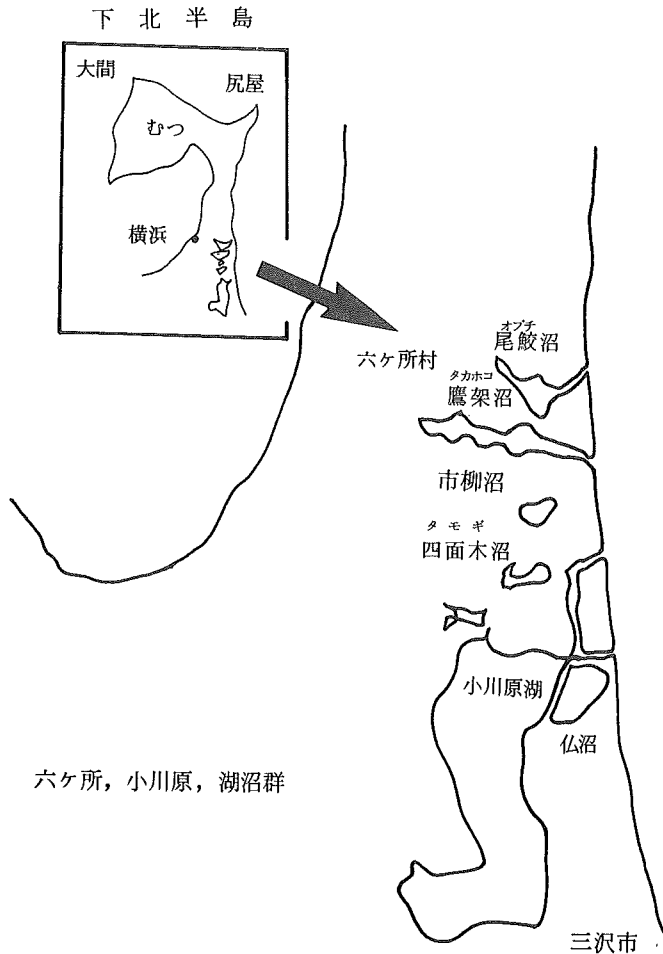 下北半島
大間
尻屋
むつ
横浜
オブチ
尾鮫沼
六ケ所村
タカホコ
鷹架沼
市柳沼
タモギ
四面木沼
小川原湖
仏沼
六ケ所，小川原，湖沼群
三沢市